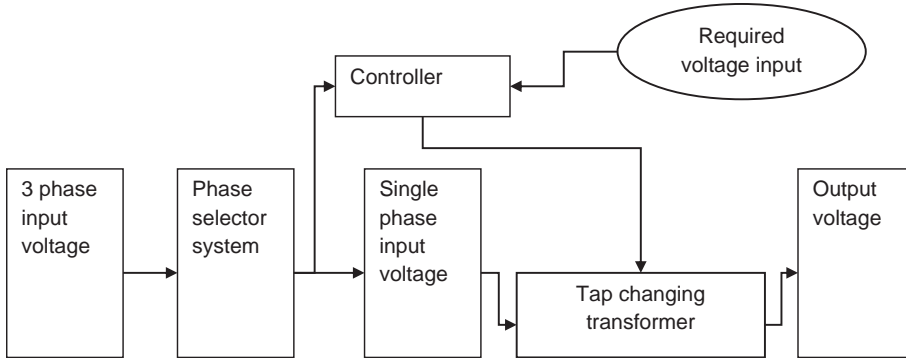 Required
voltage input
Controller
3 phase
input
voltage
Phase
selector
system
Single
phase
input
voltage
Tap changing
transformer
Output
voltage